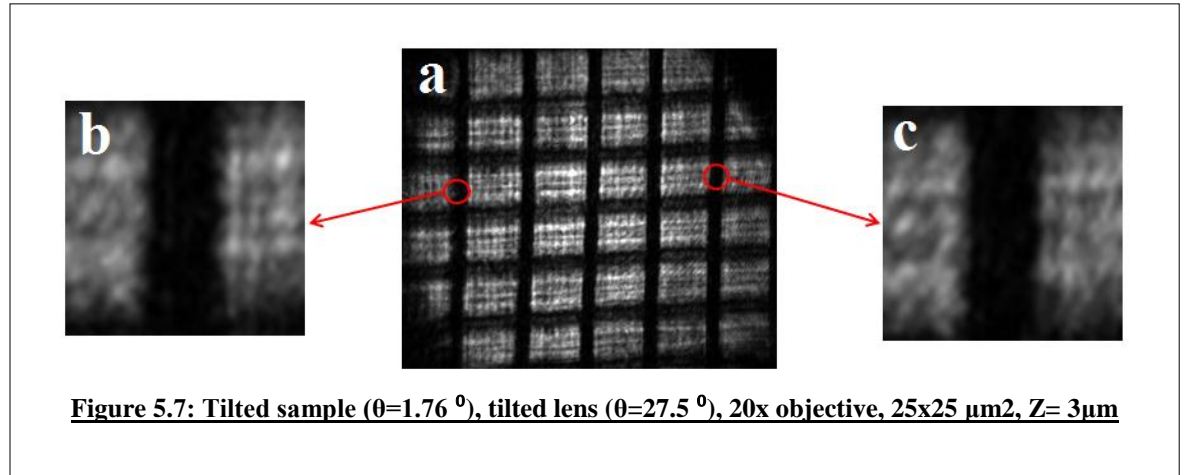 a
b
c
Figure 5.7: Tilted sample (θ=1.76 ⁰), tilted lens (θ=27.5 ⁰), 20x objective, 25x25 µm2, Z= 3µm